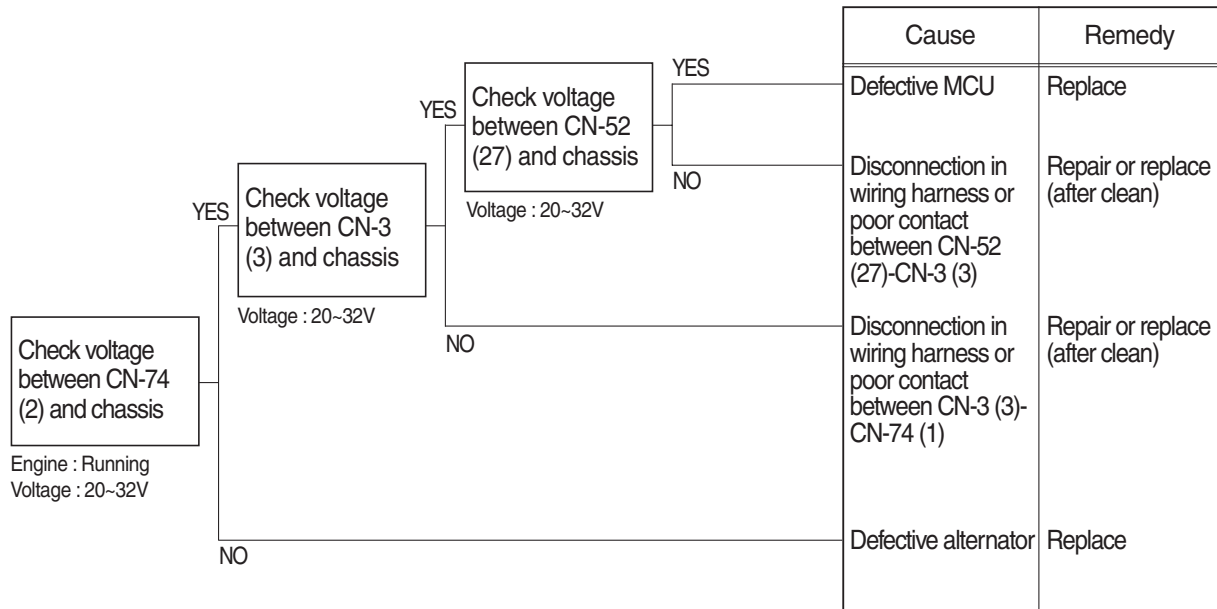 Cause
Remedy
YES
Defective MCU
Replace
Check voltage
between CN-52
(27) and chassis
YES
NO
Disconnection in
wiring harness or
poor contact
between CN-52
(27)-CN-3 (3)
Repair or replace
(after clean)
Voltage : 20~32V
Check voltage
between CN-3
(3) and chassis
YES
Voltage : 20~32V
NO
Disconnection in
wiring harness or
poor contact
between CN-3 (3)-
CN-74 (1)
Repair or replace
(after clean)
Check voltage
between CN-74
(2) and chassis
Engine : Running
Voltage : 20~32V
NO
Defective alternator
Replace